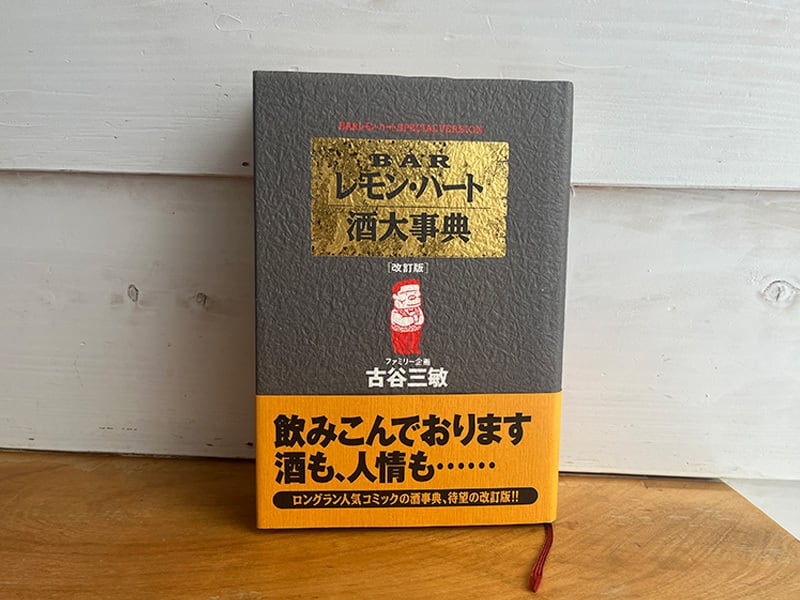 BARレモン・ハートSPECIAL VERSION
BAR
レモン・ハート
酒大事典
[改訂版]
ファミリー企画
古谷三敏
飲みこんでおります
酒も、人情も……
ロングラン人気コミックの酒事典、待望の改訂版!!